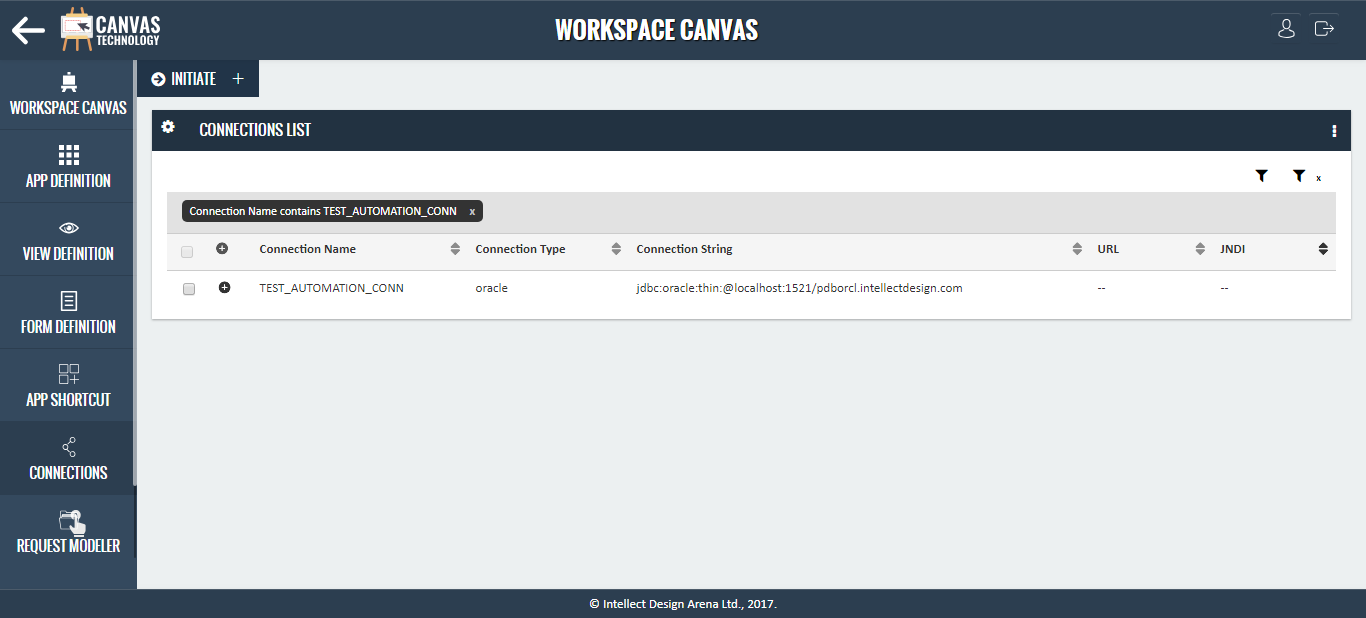 CANVAS
TECHNOLOGY
WORKSPACE CANVAS
WORKSPACE CANVAS
APP DEFINITION
VIEW DEFINITION
FORM DEFINITION
APP SHORTCUT
CONNECTIONS
REQUEST MODELER
INITIATE +
CONNECTIONS LIST
x
Connection Name contains TEST_AUTOMATION_CONN x
Connection Name Connection Type Connection String URL JNDI
TEST_AUTOMATION_CONN oracle jdbc:oracle:thin:@localhost:1521/pdborcl.intellectdesign.com -- --
© Intellect Design Arena Ltd., 2017.